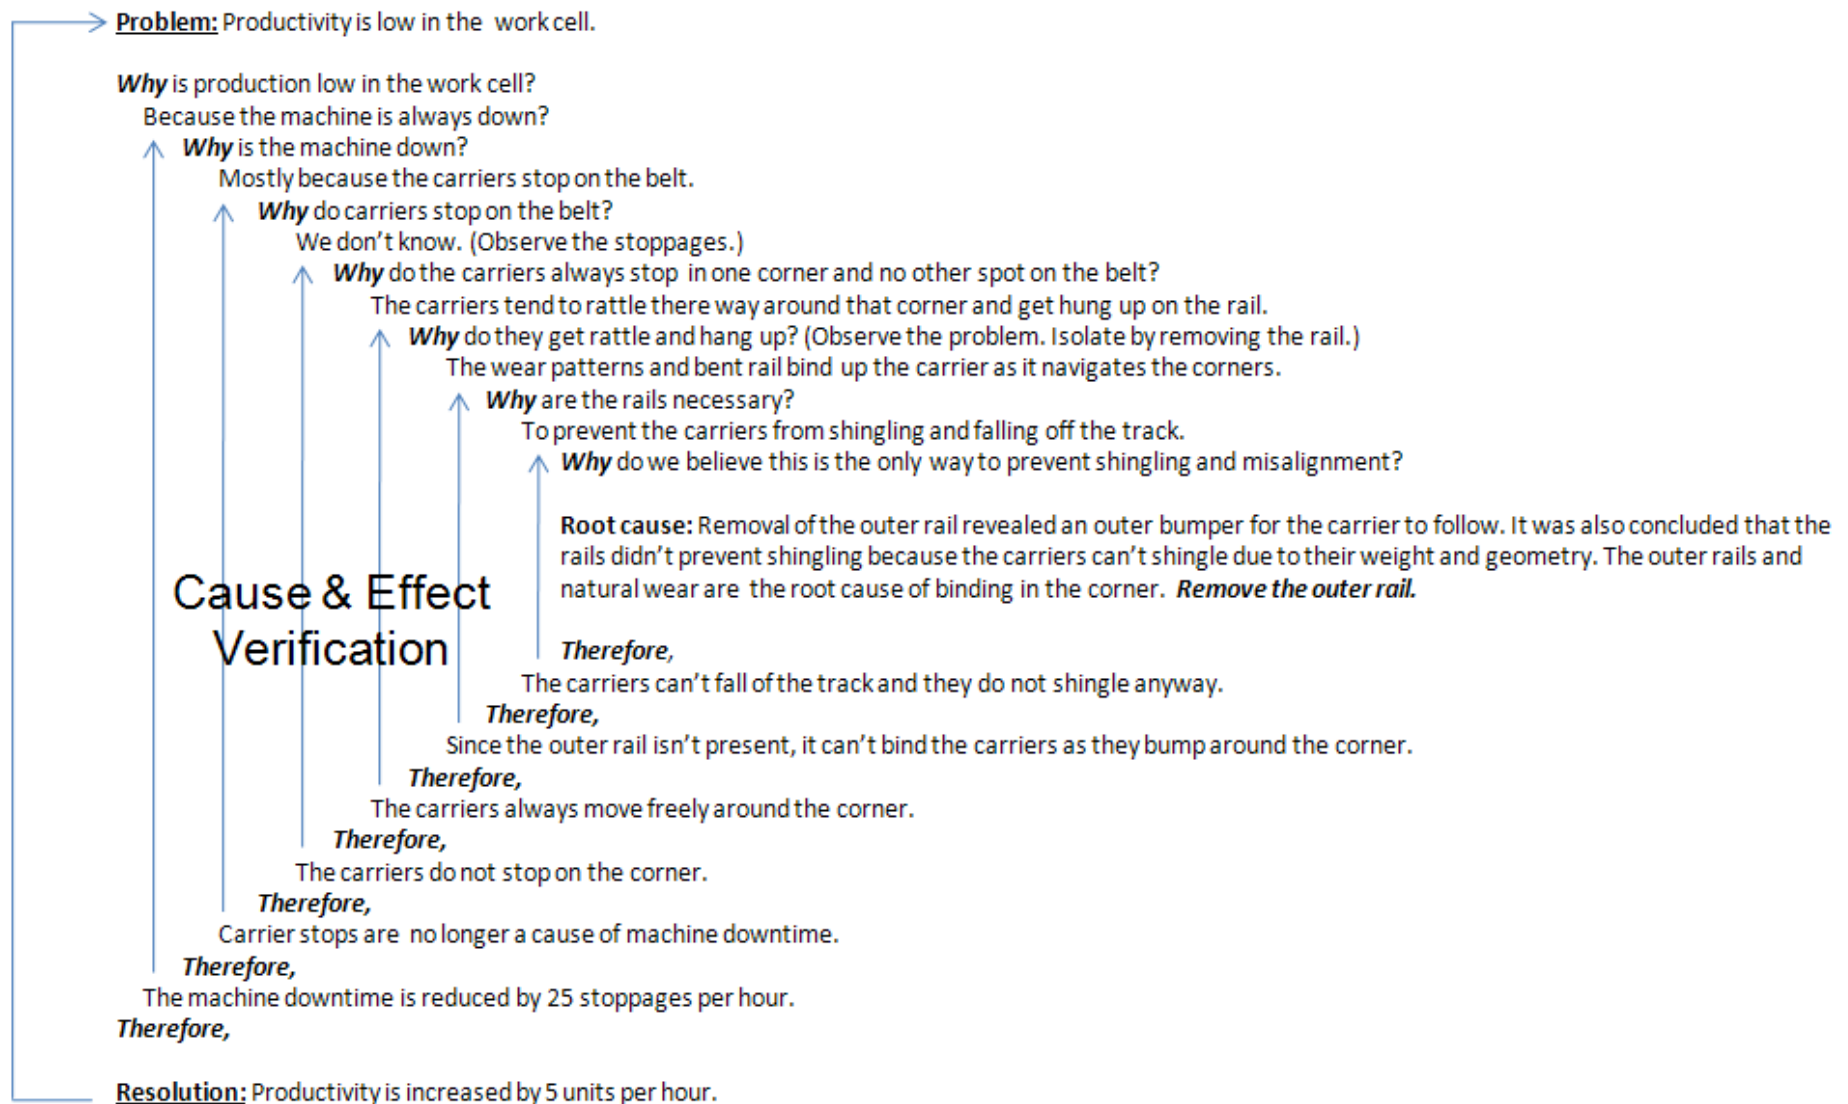 Problem: Productivity is low in the work cell.
Why is production low in the work cell?
Because the machine is always down?
Why is the machine down?
Mostly because the carriers stop on the belt.
Why do carriers stop on the belt?
We don't know. (Observe the stoppages.)
Why do the carriers always stop in one corner and no other spot on the belt?
The carriers tend to rattle there way around that corner and get hung up on the rail.
Why do they get rattle and hang up? (Observe the problem. Isolate by removing the rail.)
The wear patterns and bent rail bind up the carrier as it navigates the corners.
Why are the rails necessary?
To prevent the carriers from shingling and falling off the track.
Why do we believe this is the only way to prevent shingling and misalignment?
Root cause: Removal of the outer rail revealed an outer bumper for the carrier to follow. It was also concluded that the
rails didn't prevent shingling because the carriers can't shingle due to their weight and geometry. The outer rails and
natural wear are the root cause of binding in the corner. Remove the outer rail.
Cause & Effect
Verification
Therefore,
The carriers can't fall of the track and they do not shingle anyway.
Therefore,
Since the outer rail isn't present, it can't bind the carriers as they bump around the corner.
Therefore,
The carriers always move freely around the corner.
Therefore,
The carriers do not stop on the corner.
Therefore,
Carrier stops are no longer a cause of machine downtime.
Therefore,
The machine downtime is reduced by 25 stoppages per hour.
Therefore,
Resolution: Productivity is increased by 5 units per hour.